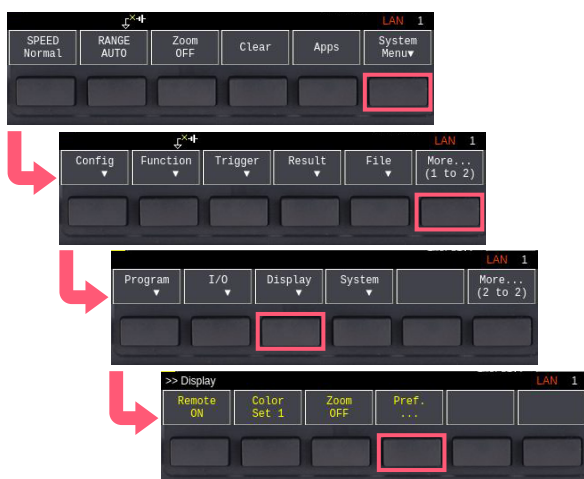 LAN 1
SPEED Normal
RANGE AUTO
Zoom OFF
Clear
Apps
System Menu▼
LAN 1
Config ▼
Function ▼
Trigger ▼
Result ▼
File ▼
More... (1 to 2)
LAN 1
Program ▼
I/O ▼
Display ▼
System ▼
More... (2 to 2)
>> Display
LAN 1
Remote ON
Color Set 1
Zoom OFF
Pref. ...